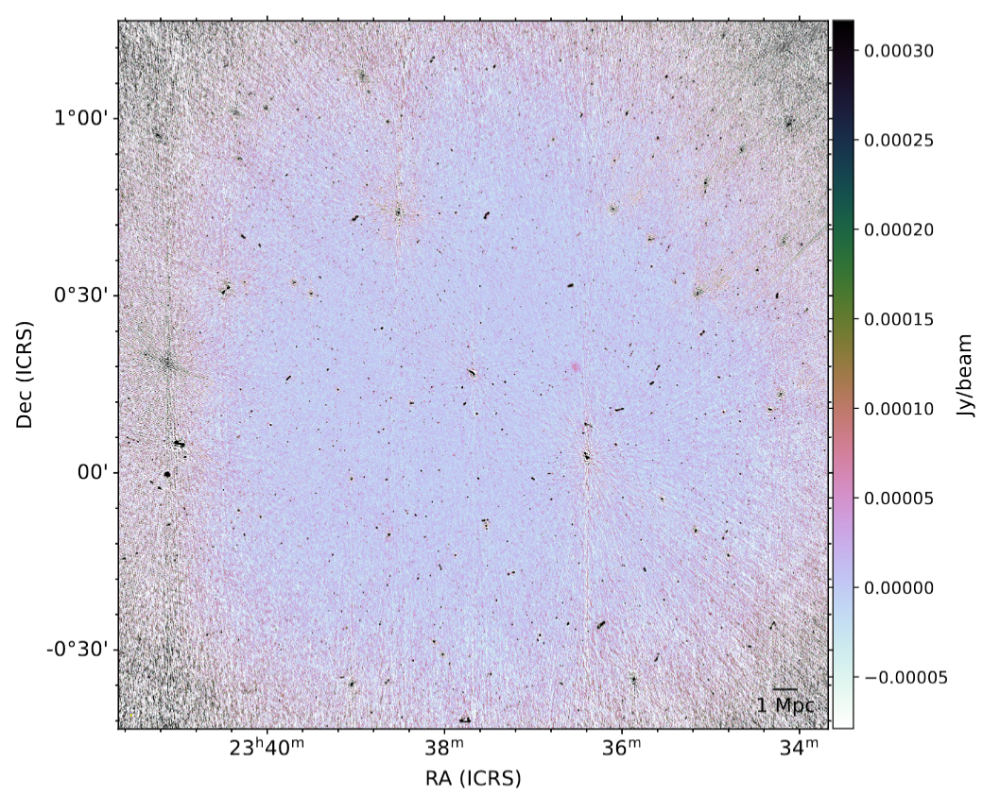 1°00'
0°30'
00'
-0°30'
Dec (ICRS)
23ʰ40ᵐ
38ᵐ
36ᵐ
34ᵐ
RA (ICRS)
1 Mpc
0.00030
0.00025
0.00020
0.00015
0.00010
0.00005
0.00000
−0.00005
Jy/beam